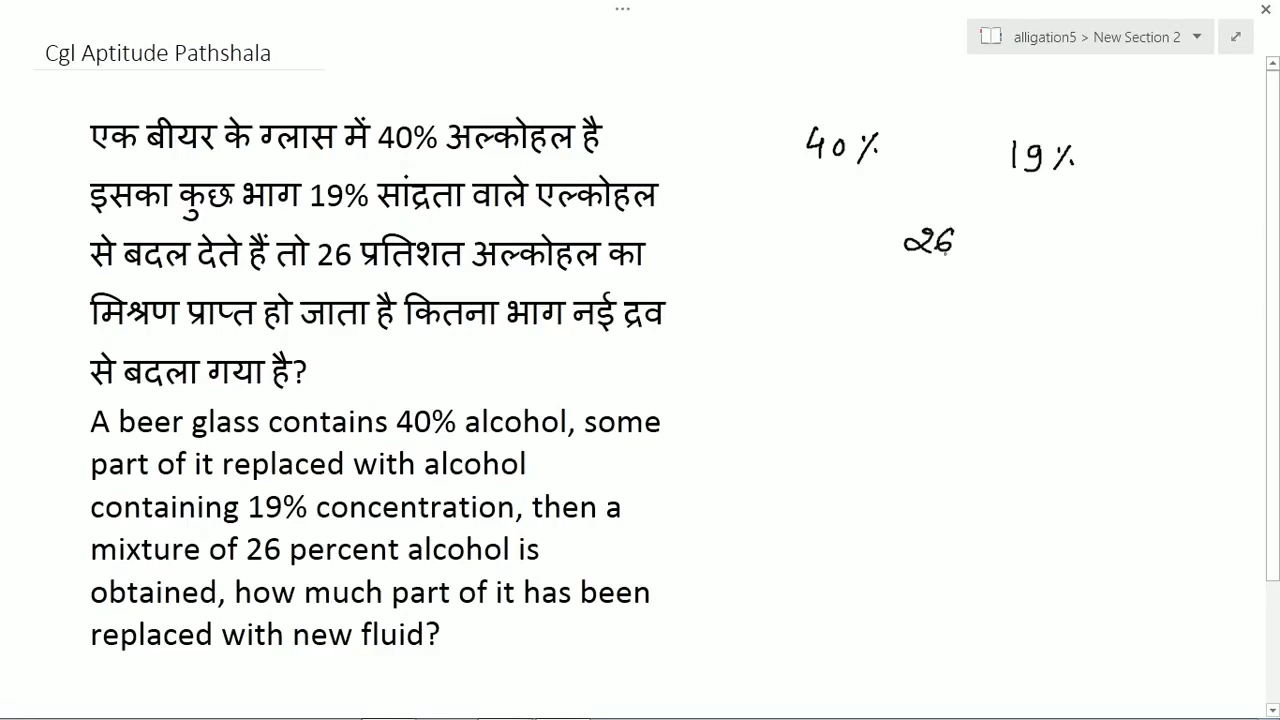 Cgl Aptitude Pathshala
alligation5 > New Section 2
एक बीयर के ग्लास में 40% अल्कोहल है
इसका कुछ भाग 19% सांद्रता वाले एल्कोहल
से बदल देते हैं तो 26 प्रतिशत अल्कोहल का
मिश्रण प्राप्त हो जाता है कितना भाग नई द्रव
से बदला गया है?
A beer glass contains 40% alcohol, some
part of it replaced with alcohol
containing 19% concentration, then a
mixture of 26 percent alcohol is
obtained, how much part of it has been
replaced with new fluid?
40% 19%
26